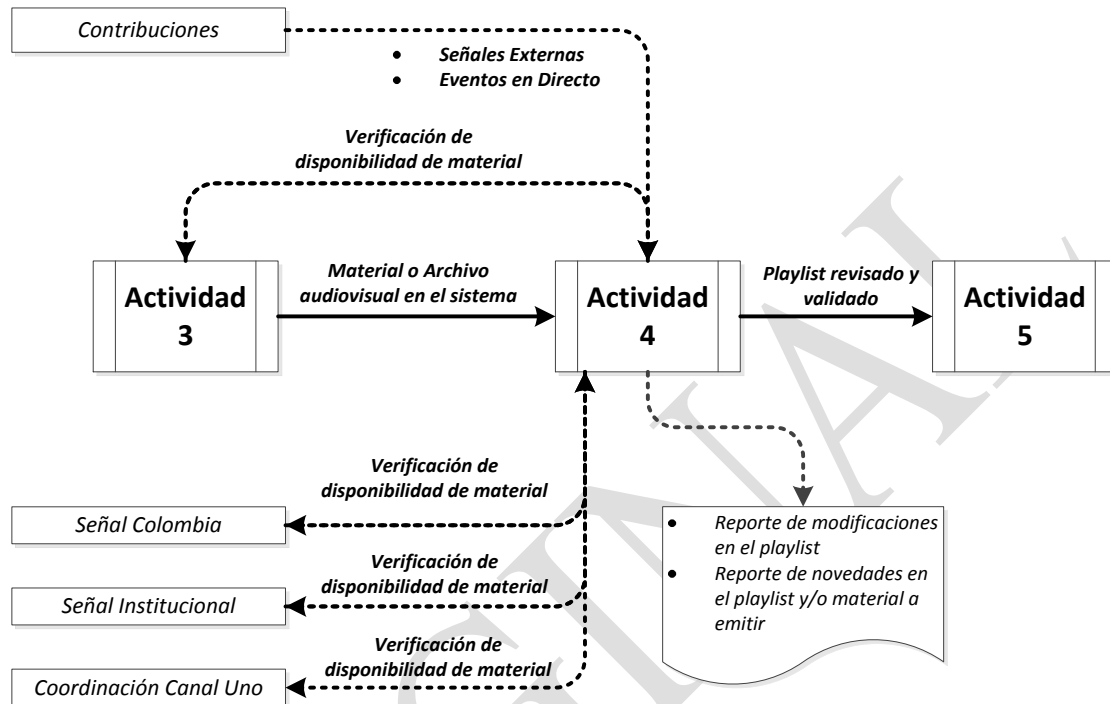 Contribuciones
• Señales Externas
• Eventos en Directo
Verificación de
disponibilidad de material
Actividad
3
Material o Archivo
audiovisual en el sistema
Actividad
4
Playlist revisado y
validado
Actividad
5
Verificación de
disponibilidad de material
Señal Colombia
Verificación de
disponibilidad de material
Señal Institucional
Verificación de
disponibilidad de material
Coordinación Canal Uno
• Reporte de modificaciones
en el playlist
• Reporte de novedades en
el playlist y/o material a
emitir